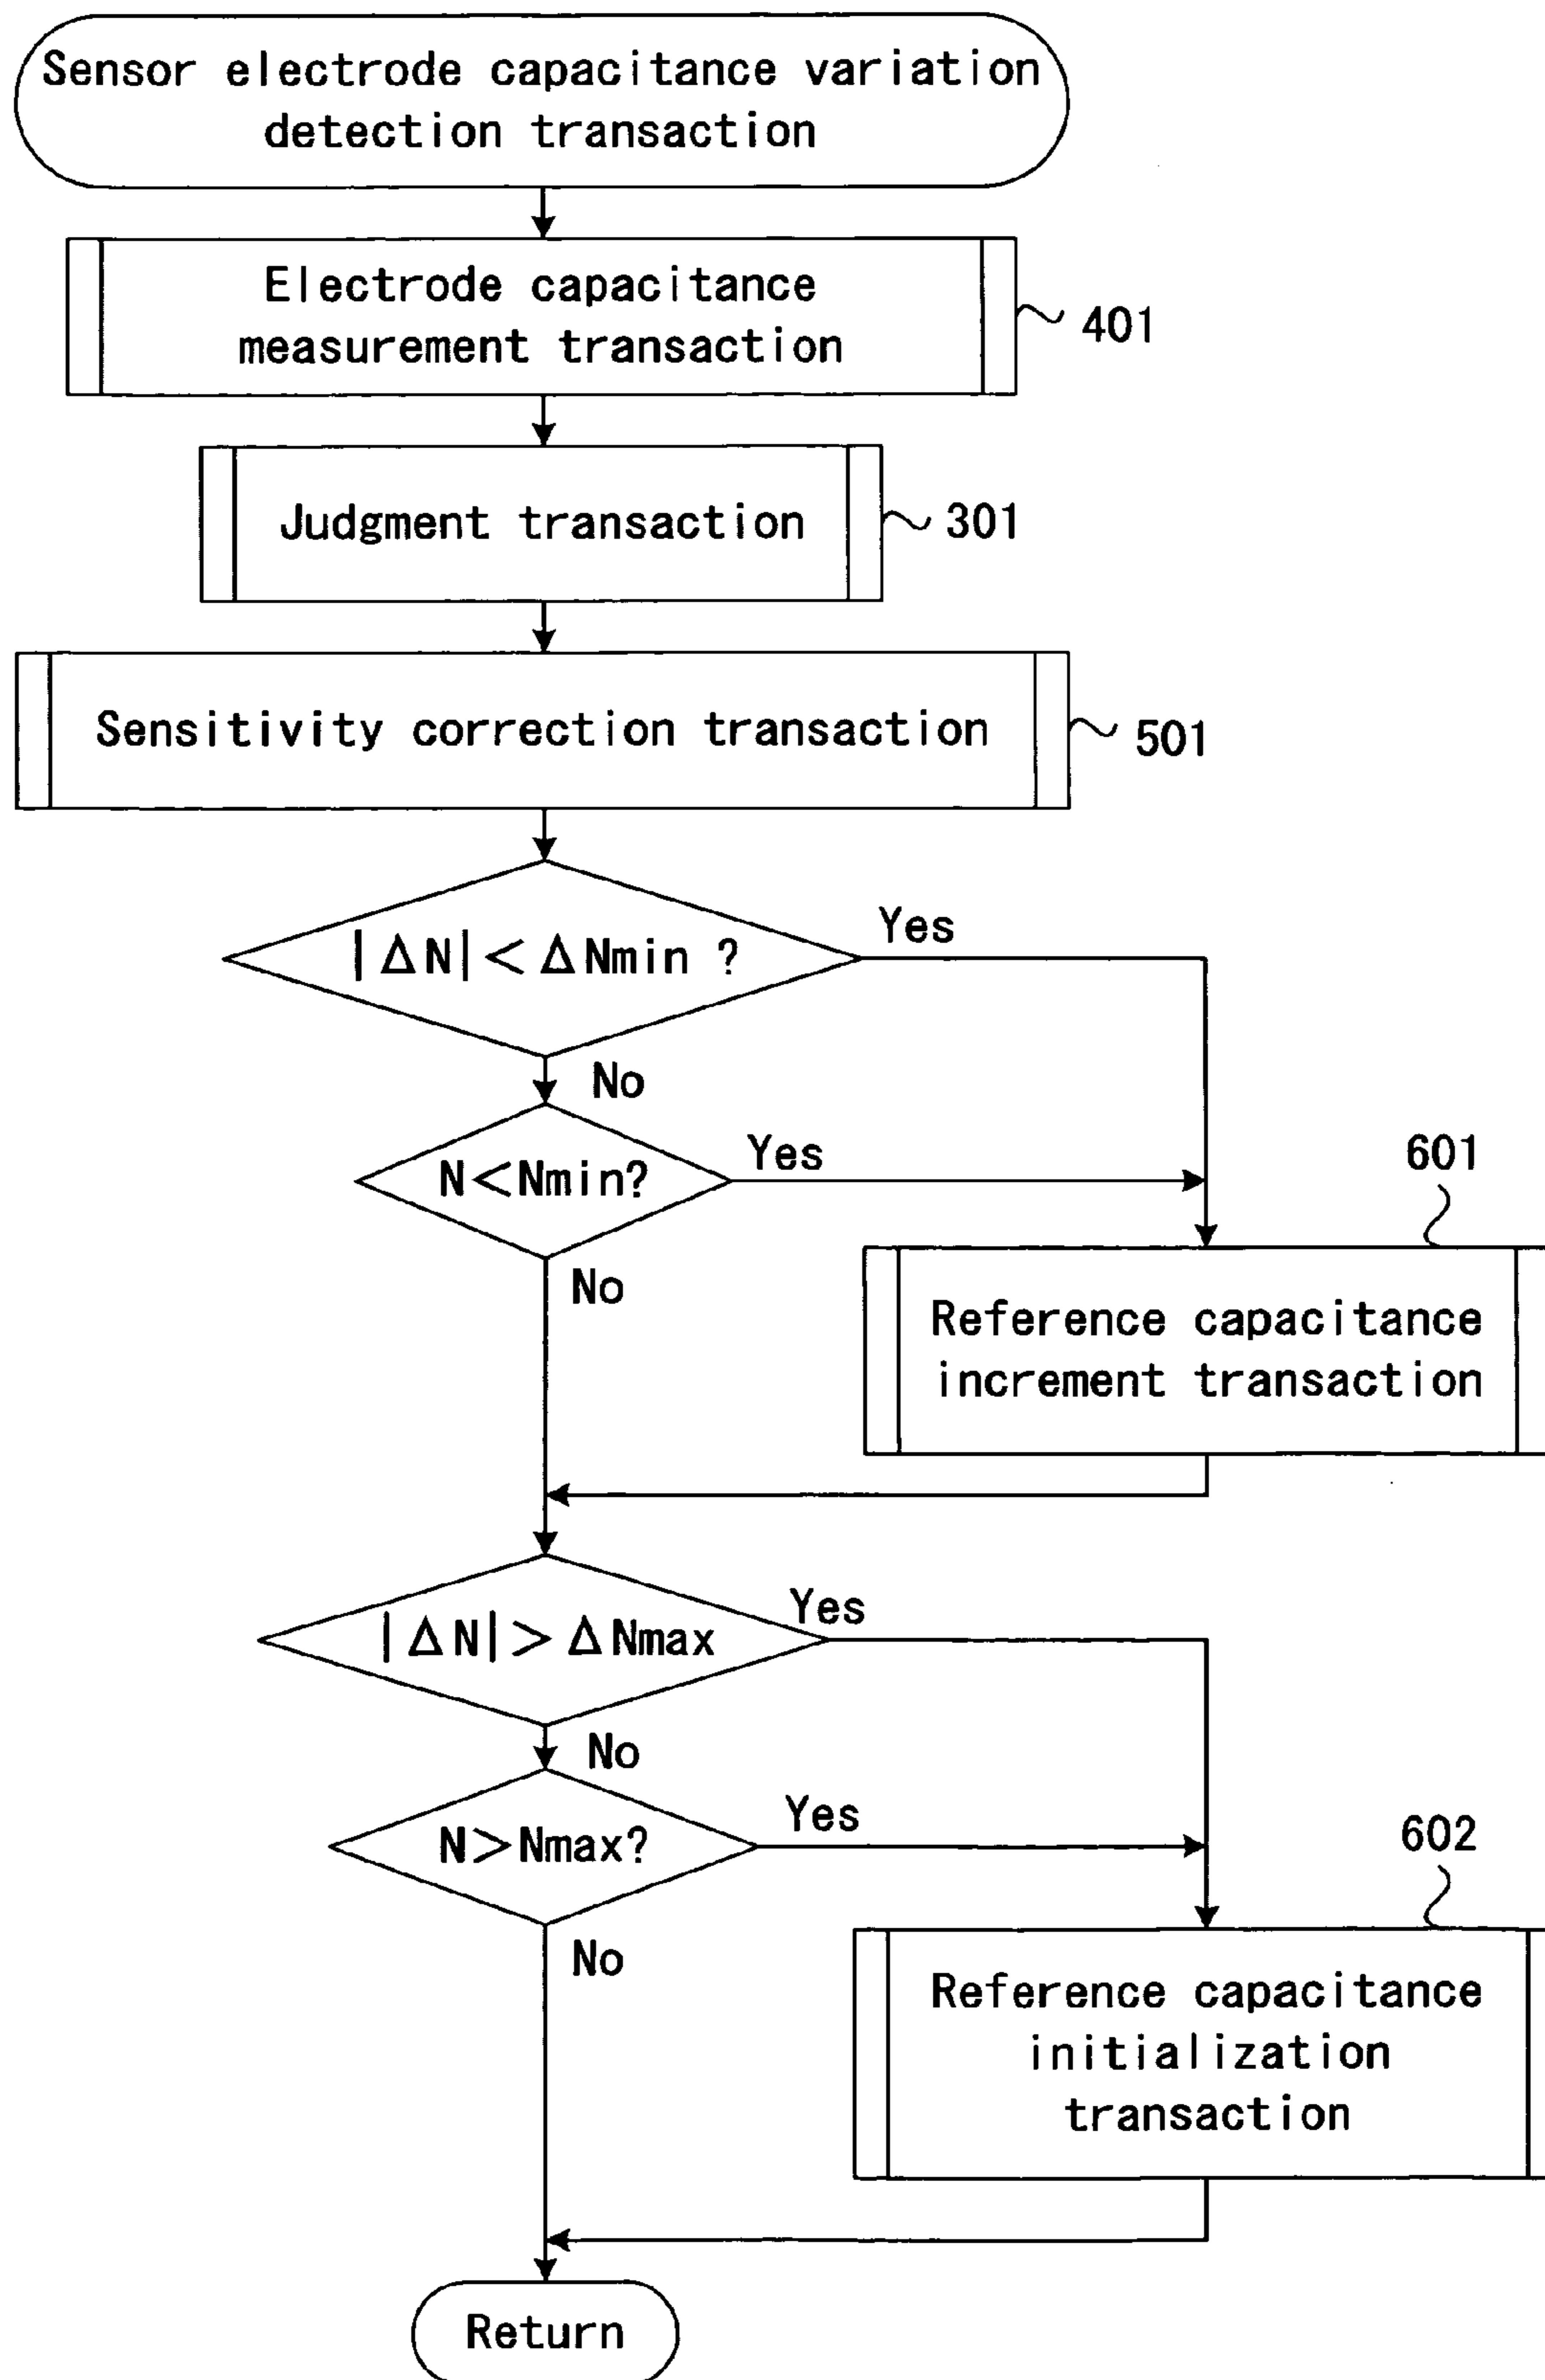 Sensor electrode capacitance variation
detection transaction
Electrode capacitance
measurement transaction
401
Judgment transaction
301
Sensitivity correction transaction
501
|ΔN|<ΔNmin ?
Yes
No
N<Nmin?
Yes
No
601
Reference capacitance
increment transaction
|ΔN|>ΔNmax
Yes
No
N>Nmax?
Yes
No
602
Reference capacitance
initialization
transaction
Return